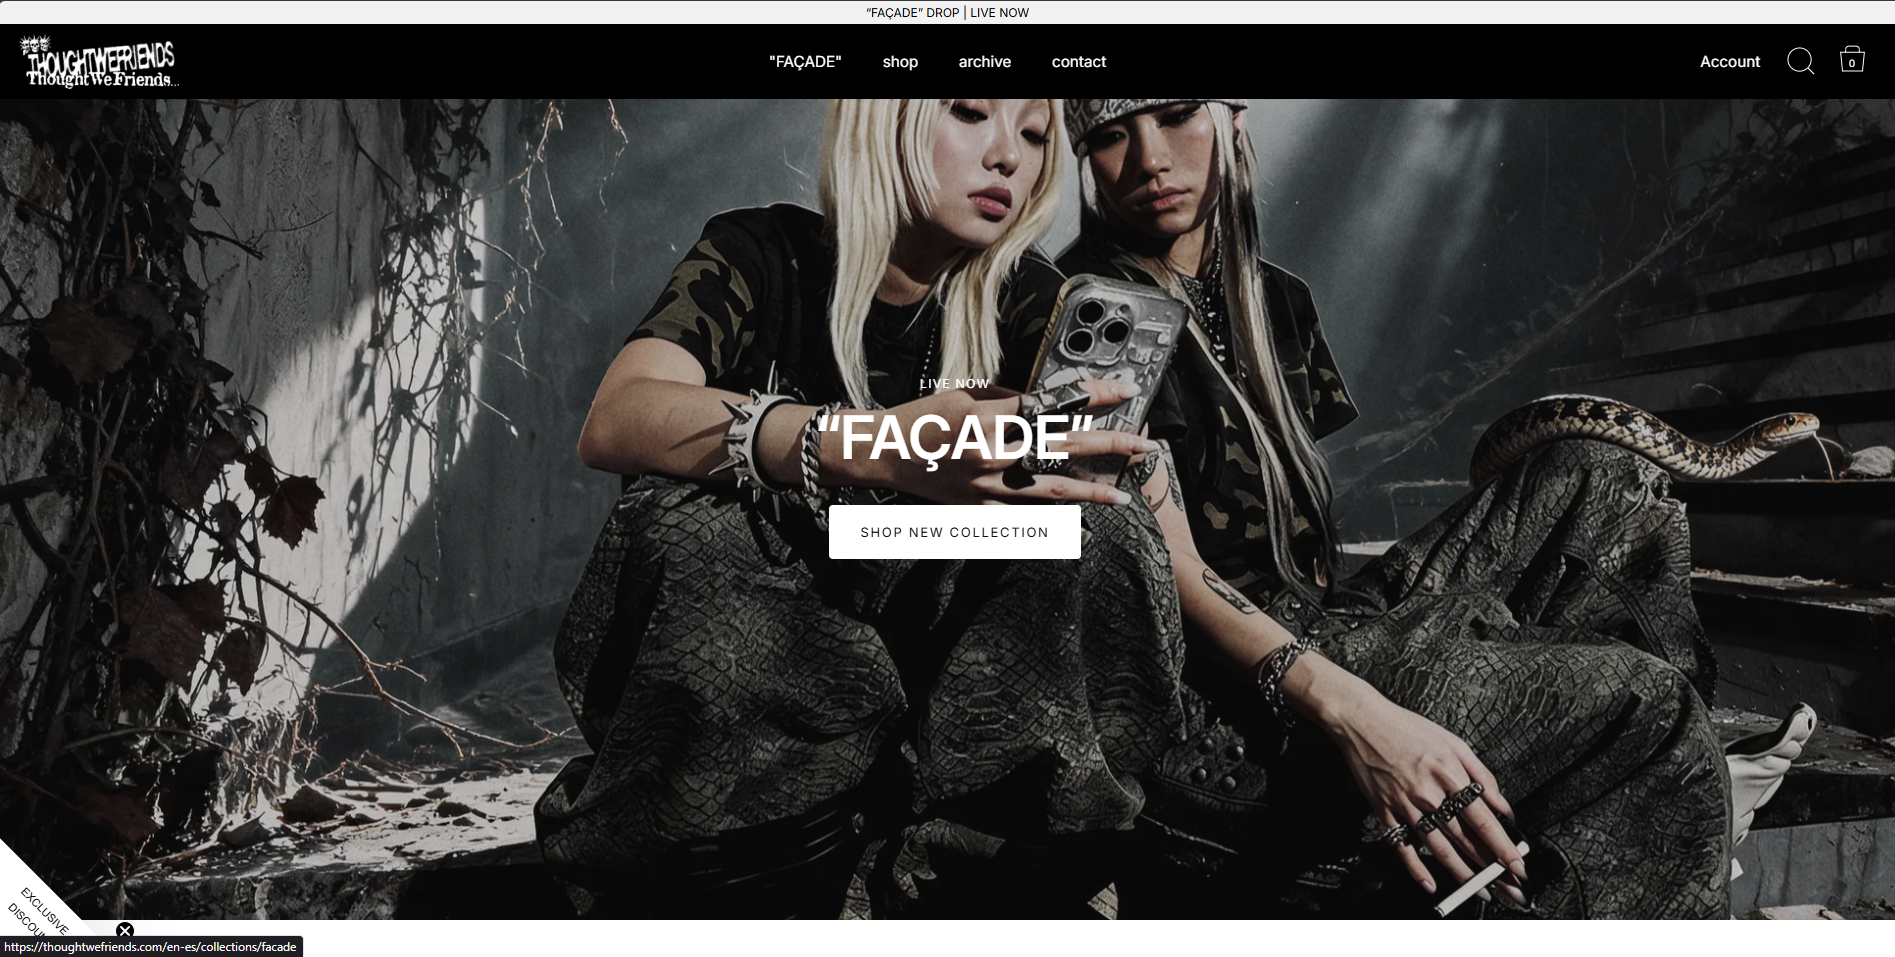 “FAÇADE” DROP | LIVE NOW
THOUGHTWEFRIENDS
ThoughtWeFriends...
"FAÇADE"
shop
archive
contact
Account
0
LIVE NOW
“FAÇADE”
SHOP NEW COLLECTION
EXCLUSIVE
https://thoughtwefriends.com/en-es/collections/facade